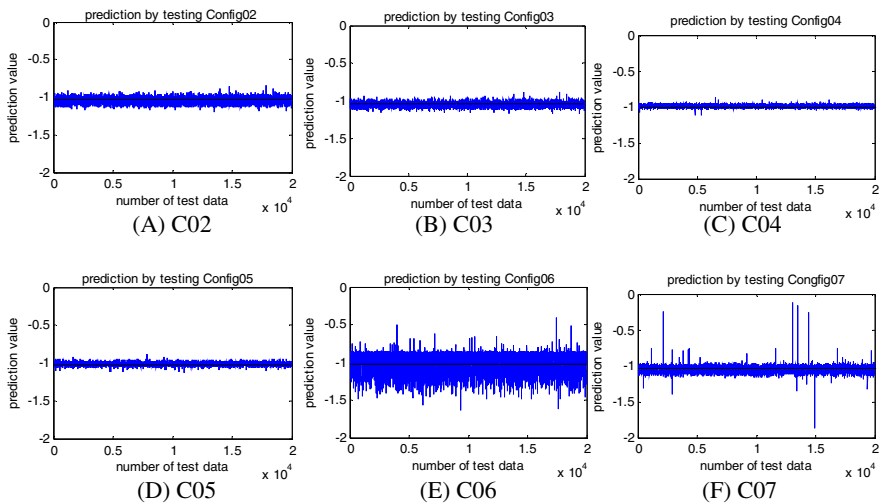 prediction by testing Config02
prediction value
0
-0.5
-1
-1.5
-2
0 0.5 1 1.5 2
number of test data
x 10^4
(A) C02
prediction by testing Config03
prediction value
0
-0.5
-1
-1.5
-2
0 0.5 1 1.5 2
number of test data
x 10^4
(B) C03
prediction by testing Config04
prediction value
0
-0.5
-1
-1.5
-2
0 0.5 1 1.5 2
number of test data
x 10^4
(C) C04
prediction by testing Config05
prediction value
0
-0.5
-1
-1.5
-2
0 0.5 1 1.5 2
number of test data
x 10^4
(D) C05
prediction by testing Config06
prediction value
0
-0.5
-1
-1.5
-2
0 0.5 1 1.5 2
number of test data
x 10^4
(E) C06
prediction by testing Congfig07
prediction value
0
-0.5
-1
-1.5
-2
0 0.5 1 1.5 2
number of test data
x 10^4
(F) C07